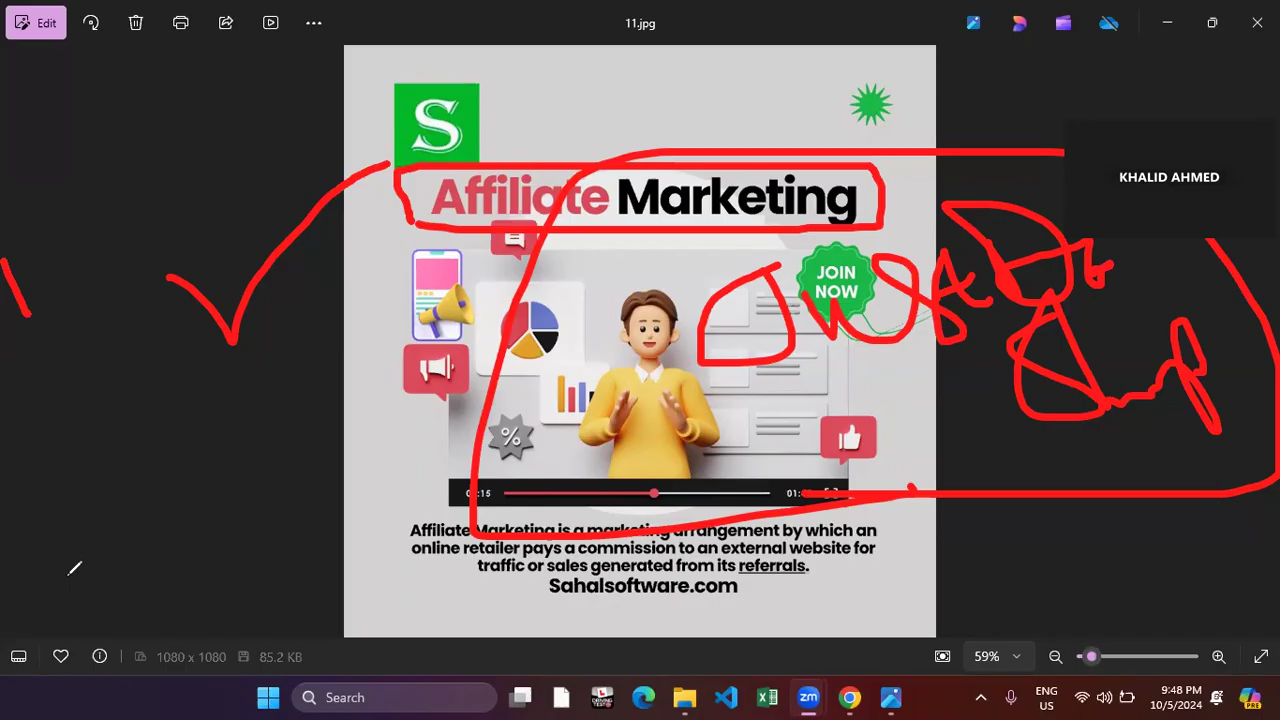 Edit
11.jpg
S
KHALID AHMED
Affiliate Marketing
JOIN
NOW
%
Affiliate Marketing is a marketing arrangement by which an
online retailer pays a commission to an external website for
traffic or sales generated from its referrals.
Sahalsoftware.com
1080 x 1080 85.2 KB
59%
Search
zm
ENG
US
9:48 PM
10/5/2024
PRE